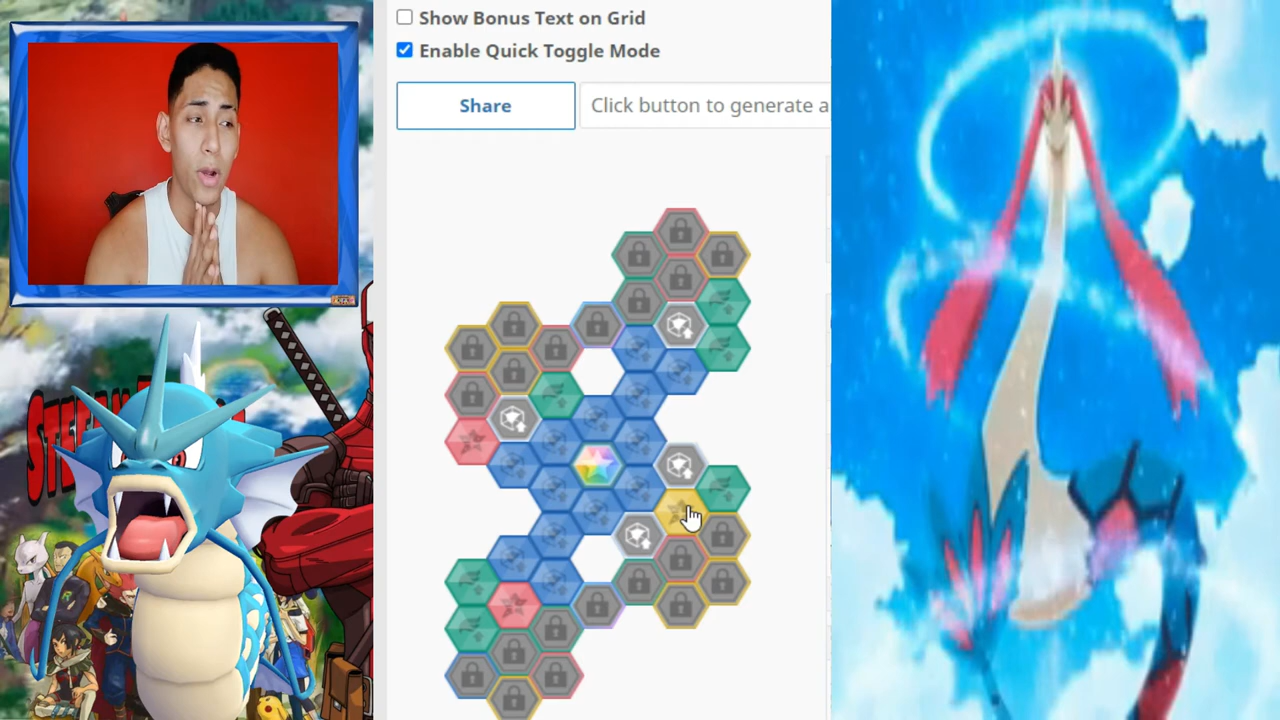 Show Bonus Text on Grid
Enable Quick Toggle Mode
Share
Click button to generate a